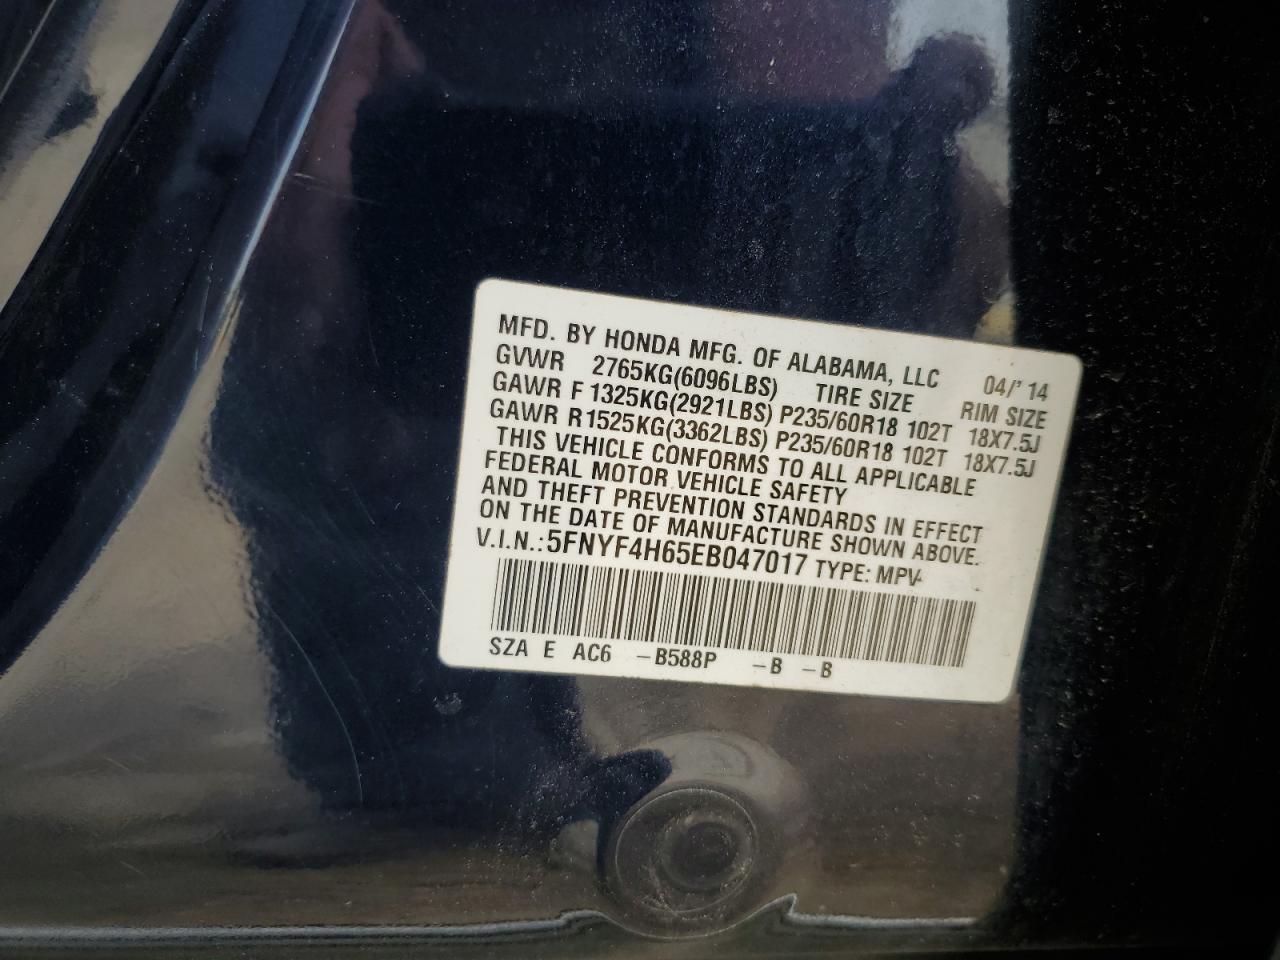 MFD. BY HONDA MFG. OF ALABAMA, LLC 04/' 14
GVWR 2765KG(6096LBS) TIRE SIZE RIM SIZE
GAWR F 1325KG(2921LBS) P235/60R18 102T 18X7.5J
GAWR R1525KG(3362LBS) P235/60R18 102T 18X7.5J
THIS VEHICLE CONFORMS TO ALL APPLICABLE
FEDERAL MOTOR VEHICLE SAFETY
AND THEFT PREVENTION STANDARDS IN EFFECT
ON THE DATE OF MANUFACTURE SHOWN ABOVE.
V.I.N.:5FNYF4H65EB047017 TYPE: MPV
SZA E AC6 -B588P -B -B